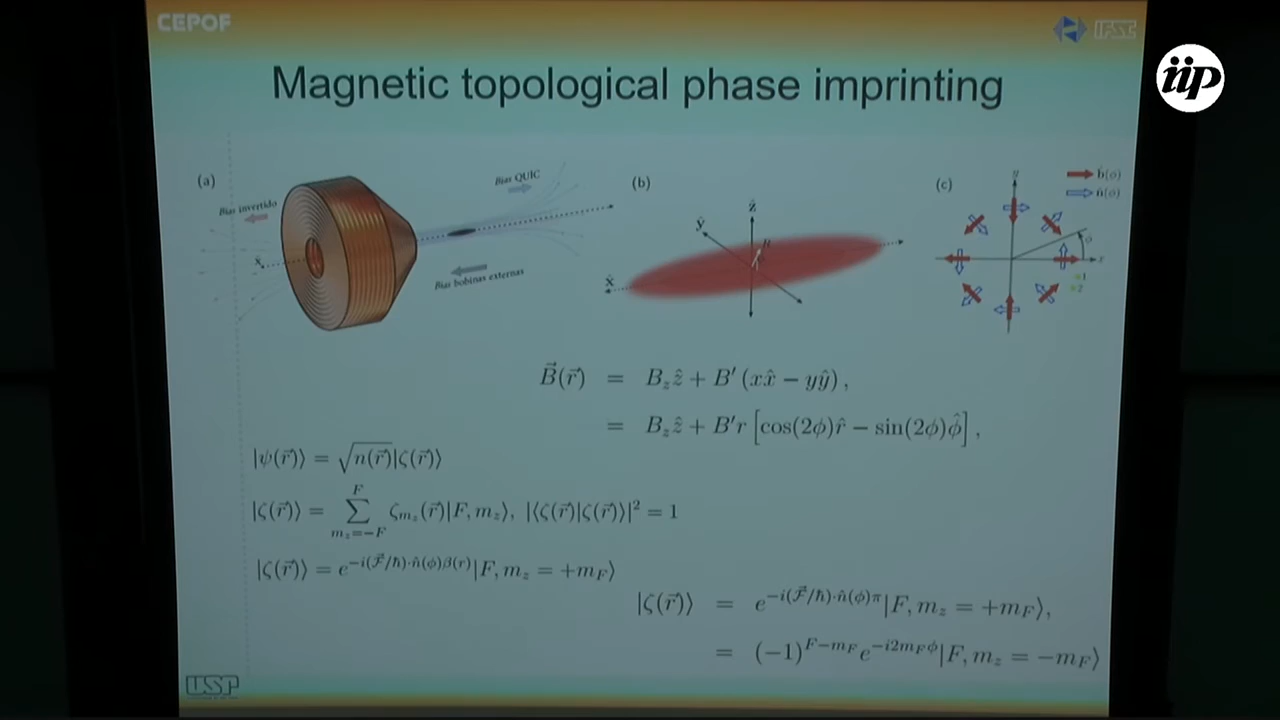 CEPOF
IFSC
iip
Magnetic topological phase imprinting
(a)
Bias QUIC
Bias invertido
x̂
Bias bobinas externas
(b)
ẑ
ŷ
x̂
(c)
y
b̂(φ)
n̂(φ)
φ
x
B⃗(r⃗) = B_z ẑ + B′ (x x̂ − y ŷ) ,
= B_z ẑ + B′r [cos(2φ)r̂ − sin(2φ)φ̂] ,
|ψ(r⃗)⟩ = √n(r⃗)|ζ(r⃗)⟩
|ζ(r⃗)⟩ = ∑_{m_z=−F}^{F} ζ_{m_z}(r⃗)|F, m_z⟩, |⟨ζ(r⃗)|ζ(r⃗)⟩|² = 1
|ζ(r⃗)⟩ = e^{−i(F⃗/ℏ)·n̂(φ)β(r)}|F, m_z = +m_F⟩
|ζ(r⃗)⟩ = e^{−i(F⃗/ℏ)·n̂(φ)π}|F, m_z = +m_F⟩,
= (−1)^{F−m_F} e^{−i2m_Fφ}|F, m_z = −m_F⟩
USP